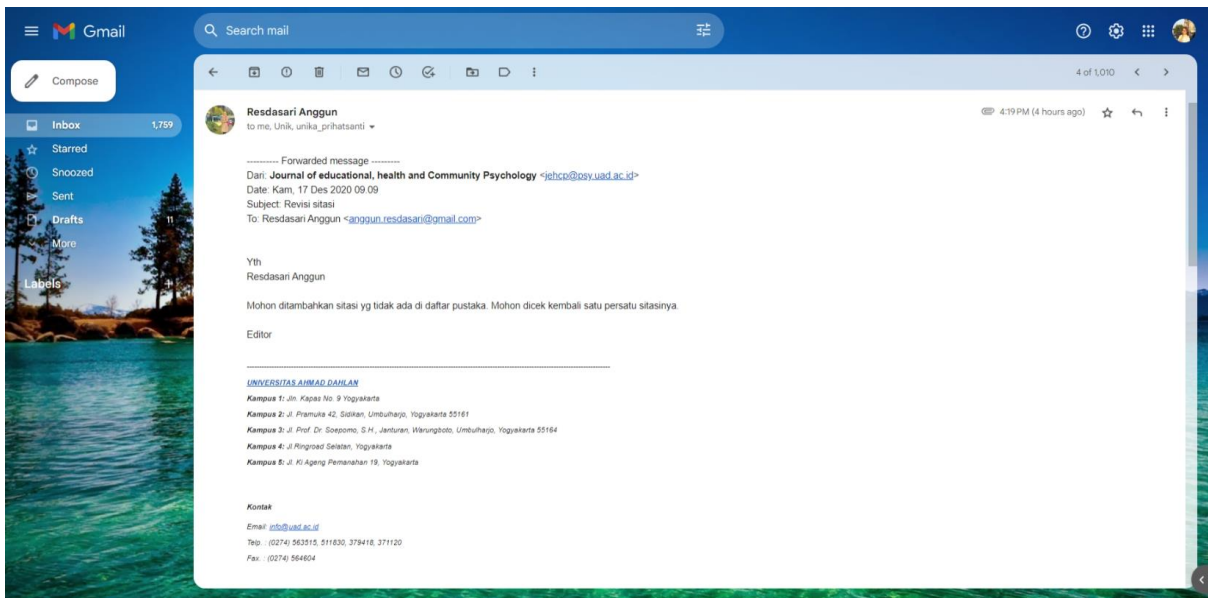 Gmail
Search mail
Compose
4 of 1,010
Inbox 1,759
Starred
Snoozed
Sent
Drafts 11
More
Labels +
Resdasari Anggun
to me, Unik, unika_prihatsanti
4:19 PM (4 hours ago)
---------- Forwarded message ---------
Dari: Journal of educational, health and Community Psychology <jehcp@psy.uad.ac.id>
Date: Kam, 17 Des 2020 09.09
Subject: Revisi sitasi
To: Resdasari Anggun <anggun.resdasari@gmail.com>
Yth
Resdasari Anggun
Mohon ditambahkan sitasi yg tidak ada di daftar pustaka. Mohon dicek kembali satu persatu sitasinya.
Editor
UNIVERSITAS AHMAD DAHLAN
Kampus 1: Jln. Kapas No. 9 Yogyakarta
Kampus 2: Jl. Pramuka 42, Sidikan, Umbulharjo, Yogyakarta 55161
Kampus 3: Jl. Prof. Dr. Soepomo, S.H., Janturan, Warungboto, Umbulharjo, Yogyakarta 55164
Kampus 4: Jl.Ringroad Selatan, Yogyakarta
Kampus 5: Jl. Ki Ageng Pemanahan 19, Yogyakarta
Kontak
Email: info@uad.ac.id
Telp. : (0274) 563515, 511830, 379418, 371120
Fax. : (0274) 564604